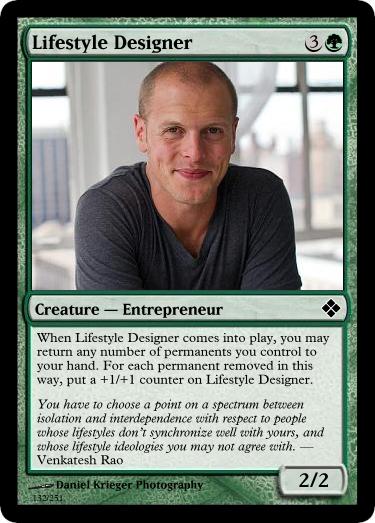 Lifestyle Designer 3
Creature — Entrepreneur
When Lifestyle Designer comes into play, you may
return any number of permanents you control to
your hand. For each permanent removed in this
way, put a +1/+1 counter on Lifestyle Designer.
You have to choose a point on a spectrum between
isolation and interdependence with respect to people
whose lifestyles don't synchronize well with yours, and
whose lifestyle ideologies you may not agree with. —
Venkatesh Rao
2/2
Daniel Krieger Photography
132/251